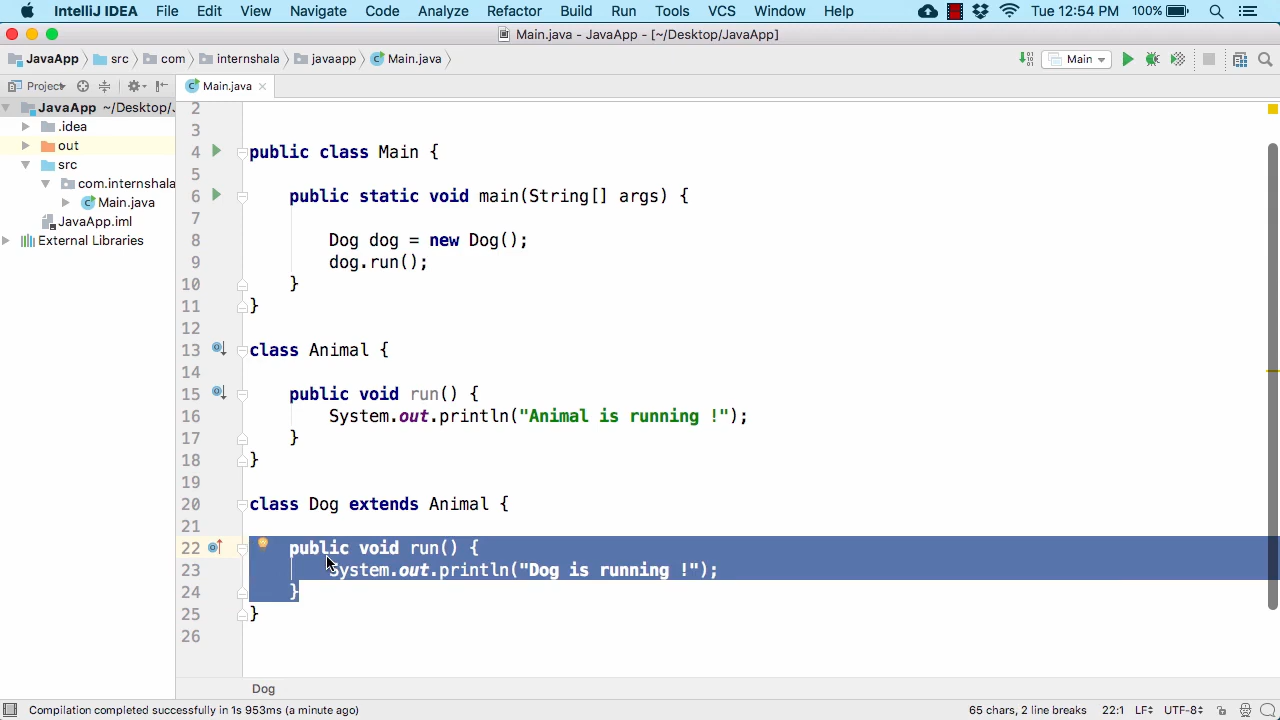 IntelliJ IDEA File Edit View Navigate Code Analyze Refactor Build Run Tools VCS Window Help Tue 12:54 PM 100%
Main.java - JavaApp - [~/Desktop/JavaApp]
JavaApp src com internshala javaapp Main.java Main
Project Main.java
JavaApp ~/Desktop/J
.idea
out
src
com.internshala
Main.java
JavaApp.iml
External Libraries
2
3
4 public class Main {
5
6 public static void main(String[] args) {
7
8 Dog dog = new Dog();
9 dog.run();
10 }
11 }
12
13 class Animal {
14
15 public void run() {
16 System.out.println("Animal is running !");
17 }
18 }
19
20 class Dog extends Animal {
21
22 public void run() {
23 System.out.println("Dog is running !");
24 }
25 }
26
Dog
Compilation completed successfully in 1s 953ms (a minute ago) 65 chars, 2 line breaks 22:1 LF UTF-8